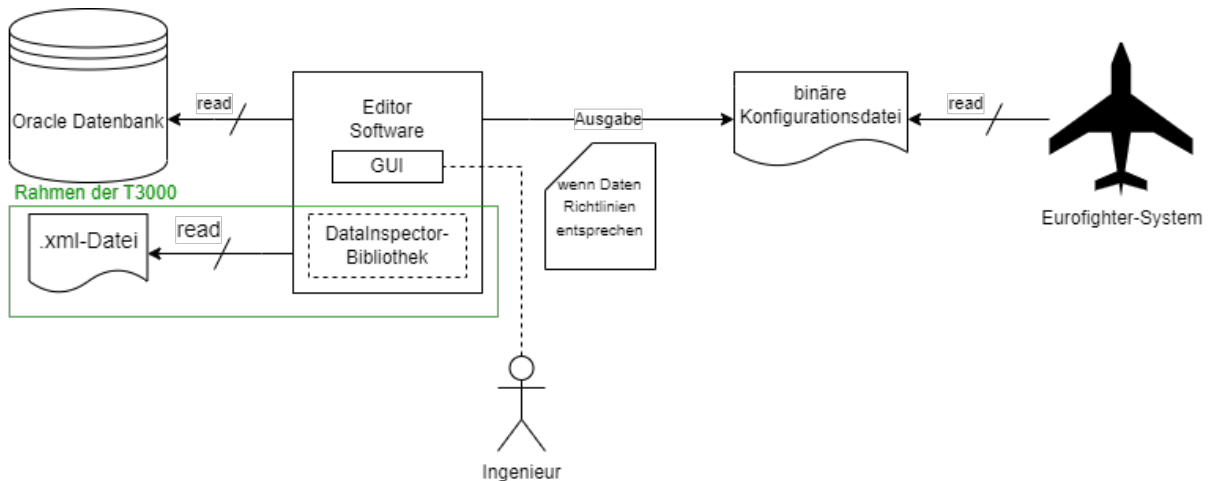 Oracle Datenbank
read
Editor
Software
GUI
Ausgabe
wenn Daten
Richtlinien
entsprechen
binäre
Konfigurationsdatei
read
Eurofighter-System
Rahmen der T3000
.xml-Datei
read
DataInspector-
Bibliothek
Ingenieur